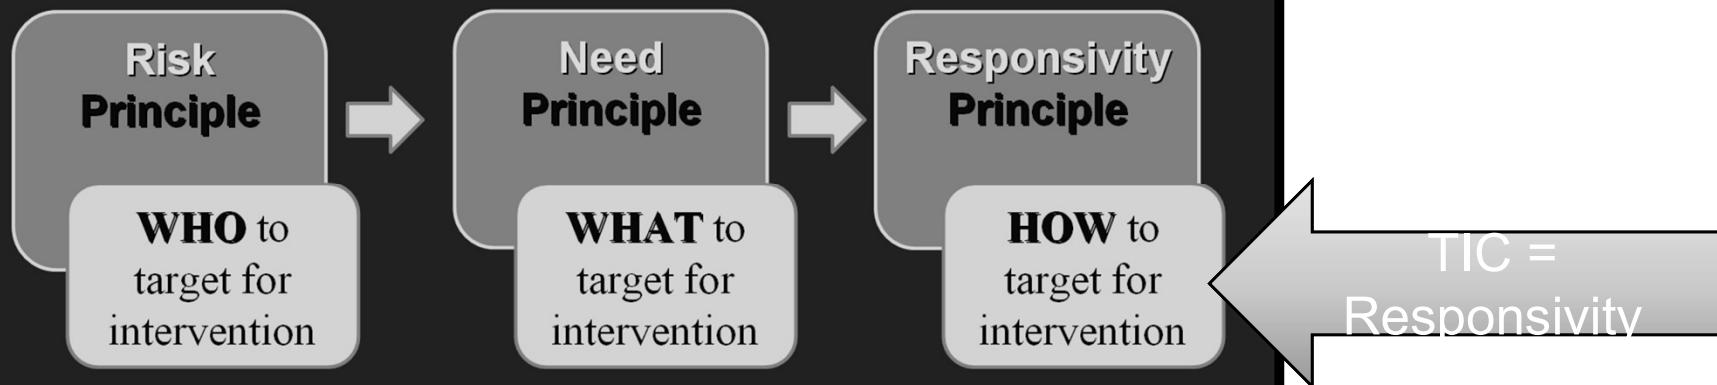 Risk
Principle
WHO to
target for
intervention
Need
Principle
WHAT to
target for
intervention
Responsivity
Principle
HOW to
target for
intervention
TIC =
Responsivity